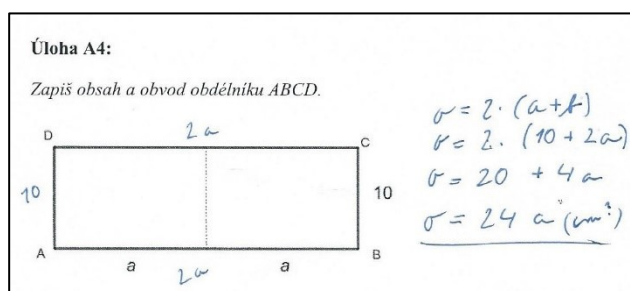 Úloha A4:
Zapiš obsah a obvod obdélníku ABCD.
σ = 2 · (a + b)
σ = 2 · (10 + 2a)
σ = 20 + 4a
σ = 24 a (cm²)
D 2a C
10 10
A B
a 2a a